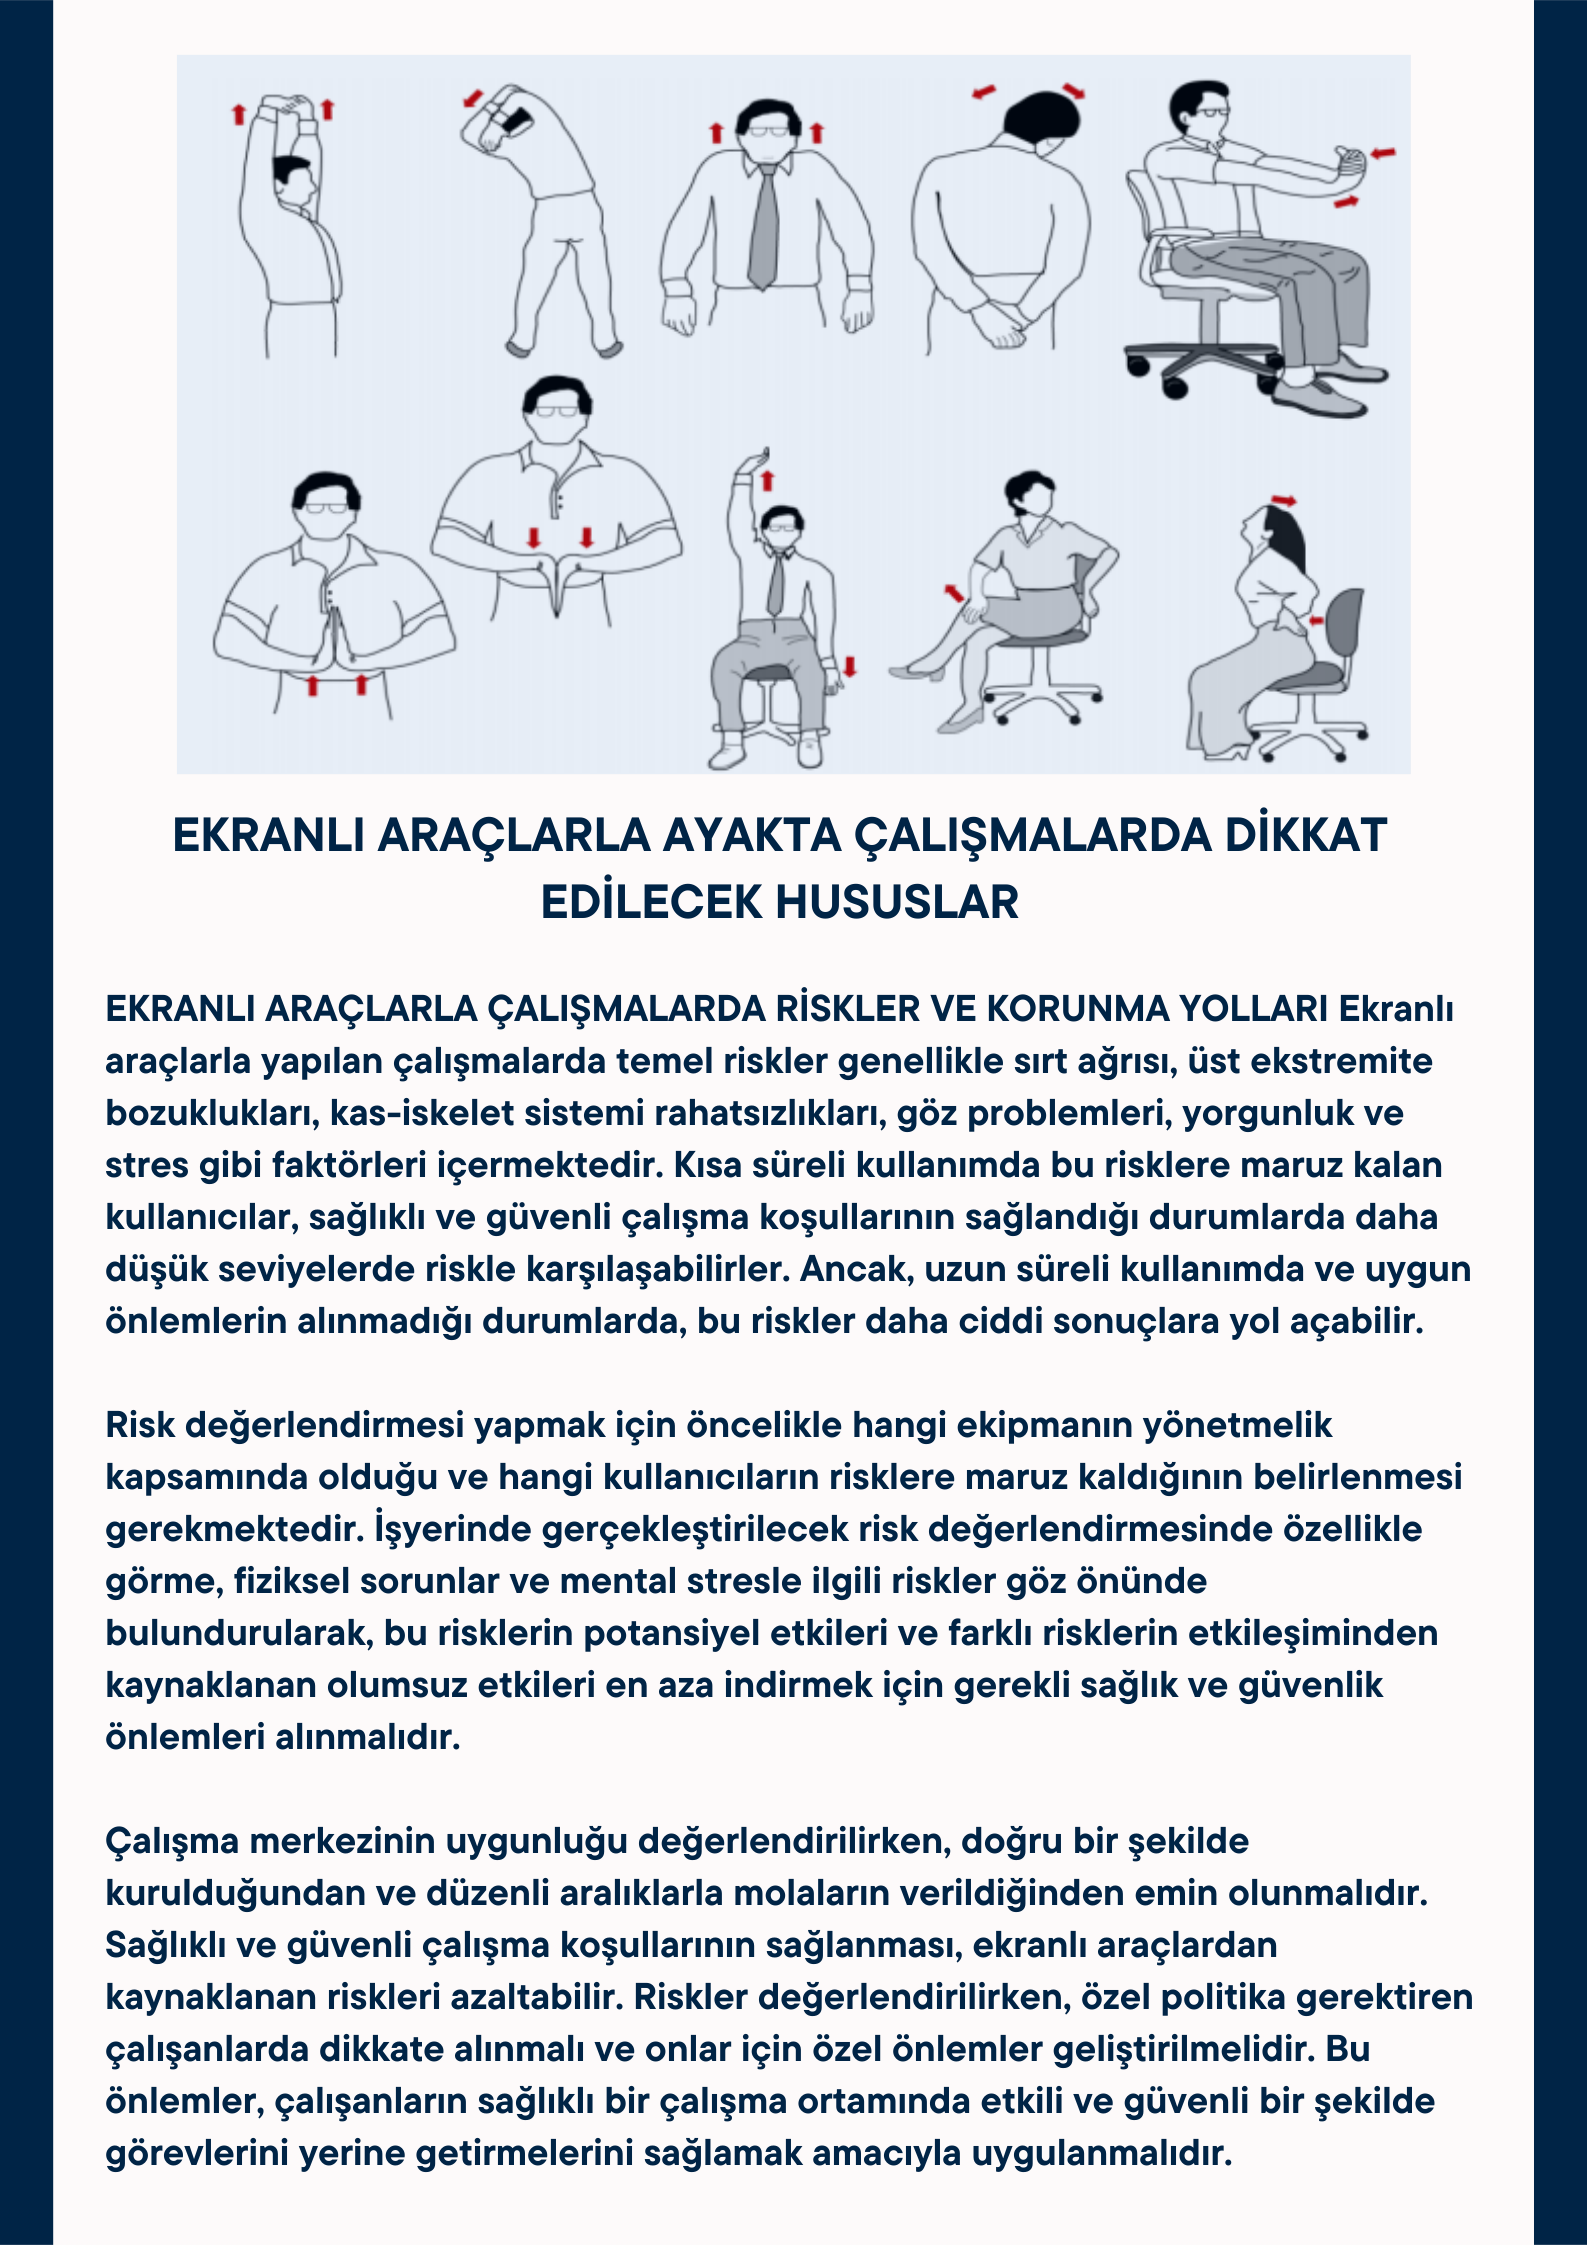 EKRANLI ARAÇLARLA AYAKTA ÇALIŞMALARDA DİKKAT
EDİLECEK HUSUSLAR
EKRANLI ARAÇLARLA ÇALIŞMALARDA RİSKLER VE KORUNMA YOLLARI Ekranlı
araçlarla yapılan çalışmalarda temel riskler genellikle sırt ağrısı, üst ekstremite
bozuklukları, kas-iskelet sistemi rahatsızlıkları, göz problemleri, yorgunluk ve
stres gibi faktörleri içermektedir. Kısa süreli kullanımda bu risklere maruz kalan
kullanıcılar, sağlıklı ve güvenli çalışma koşullarının sağlandığı durumlarda daha
düşük seviyelerde riskle karşılaşabilirler. Ancak, uzun süreli kullanımda ve uygun
önlemlerin alınmadığı durumlarda, bu riskler daha ciddi sonuçlara yol açabilir.
Risk değerlendirmesi yapmak için öncelikle hangi ekipmanın yönetmelik
kapsamında olduğu ve hangi kullanıcıların risklere maruz kaldığının belirlenmesi
gerekmektedir. İşyerinde gerçekleştirilecek risk değerlendirmesinde özellikle
görme, fiziksel sorunlar ve mental stresle ilgili riskler göz önünde
bulundurularak, bu risklerin potansiyel etkileri ve farklı risklerin etkileşiminden
kaynaklanan olumsuz etkileri en aza indirmek için gerekli sağlık ve güvenlik
önlemleri alınmalıdır.
Çalışma merkezinin uygunluğu değerlendirilirken, doğru bir şekilde
kurulduğundan ve düzenli aralıklarla molaların verildiğinden emin olunmalıdır.
Sağlıklı ve güvenli çalışma koşullarının sağlanması, ekranlı araçlardan
kaynaklanan riskleri azaltabilir. Riskler değerlendirilirken, özel politika gerektiren
çalışanlarda dikkate alınmalı ve onlar için özel önlemler geliştirilmelidir. Bu
önlemler, çalışanların sağlıklı bir çalışma ortamında etkili ve güvenli bir şekilde
görevlerini yerine getirmelerini sağlamak amacıyla uygulanmalıdır.